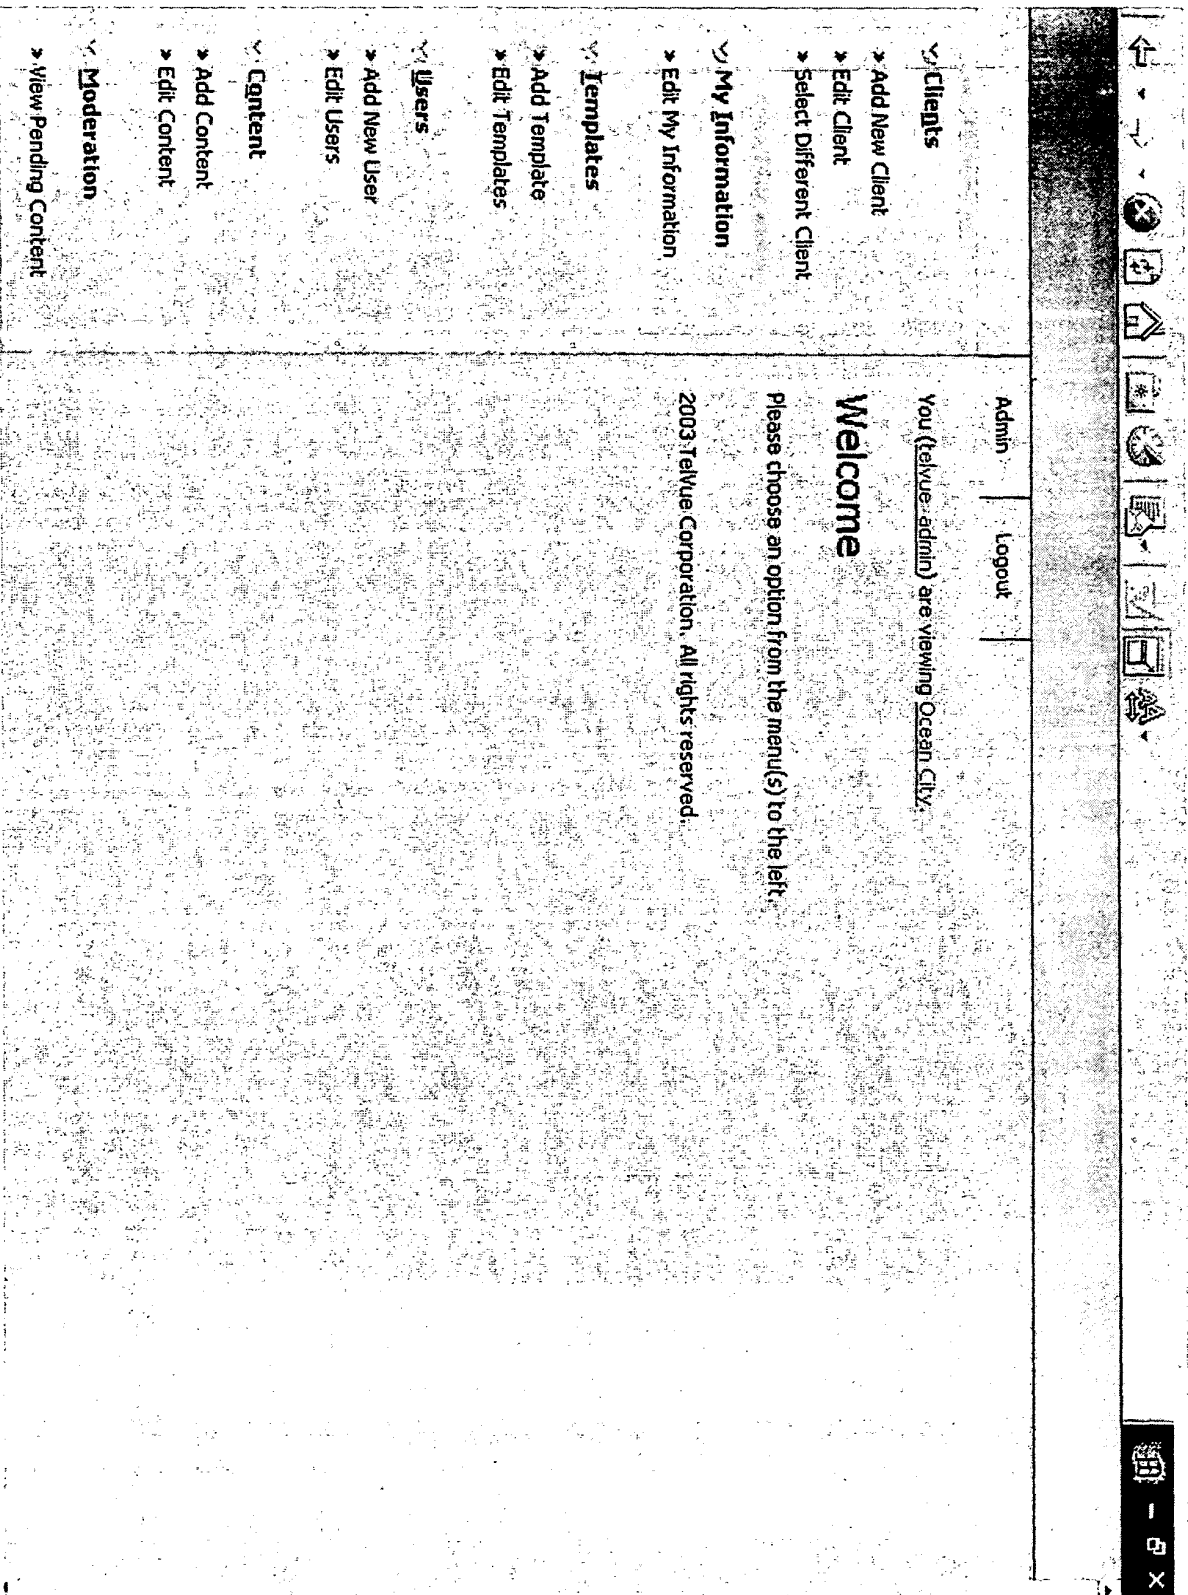 Admin
Logout
Clients
» Add New Client
» Edit Client
» Select Different Client
My Information
» Edit My Information
Templates
» Add Template
» Edit Templates
Users
» Add New User
» Edit Users
Content
» Add Content
» Edit Content
Moderation
» View Pending Content
You (telvue admin) are viewing Ocean City.
Welcome
Please choose an option from the menu(s) to the left.
2003 TelVue Corporation. All rights reserved.